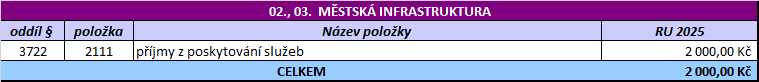 02., 03. MĚSTSKÁ INFRASTRUKTURA
oddíl § položka Název položky RU 2025
3722 2111 příjmy z poskytování služeb 2 000,00 Kč
CELKEM 2 000,00 Kč